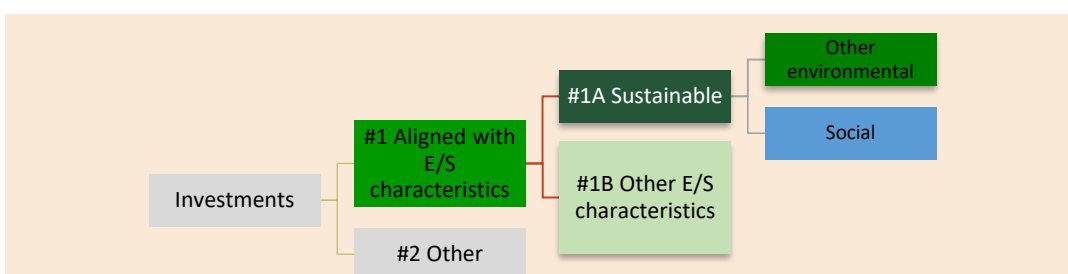 Other
environmental
#1A Sustainable
#1 Aligned with
E/S
characteristics
Social
Investments
#1B Other E/S
characteristics
#2 Other